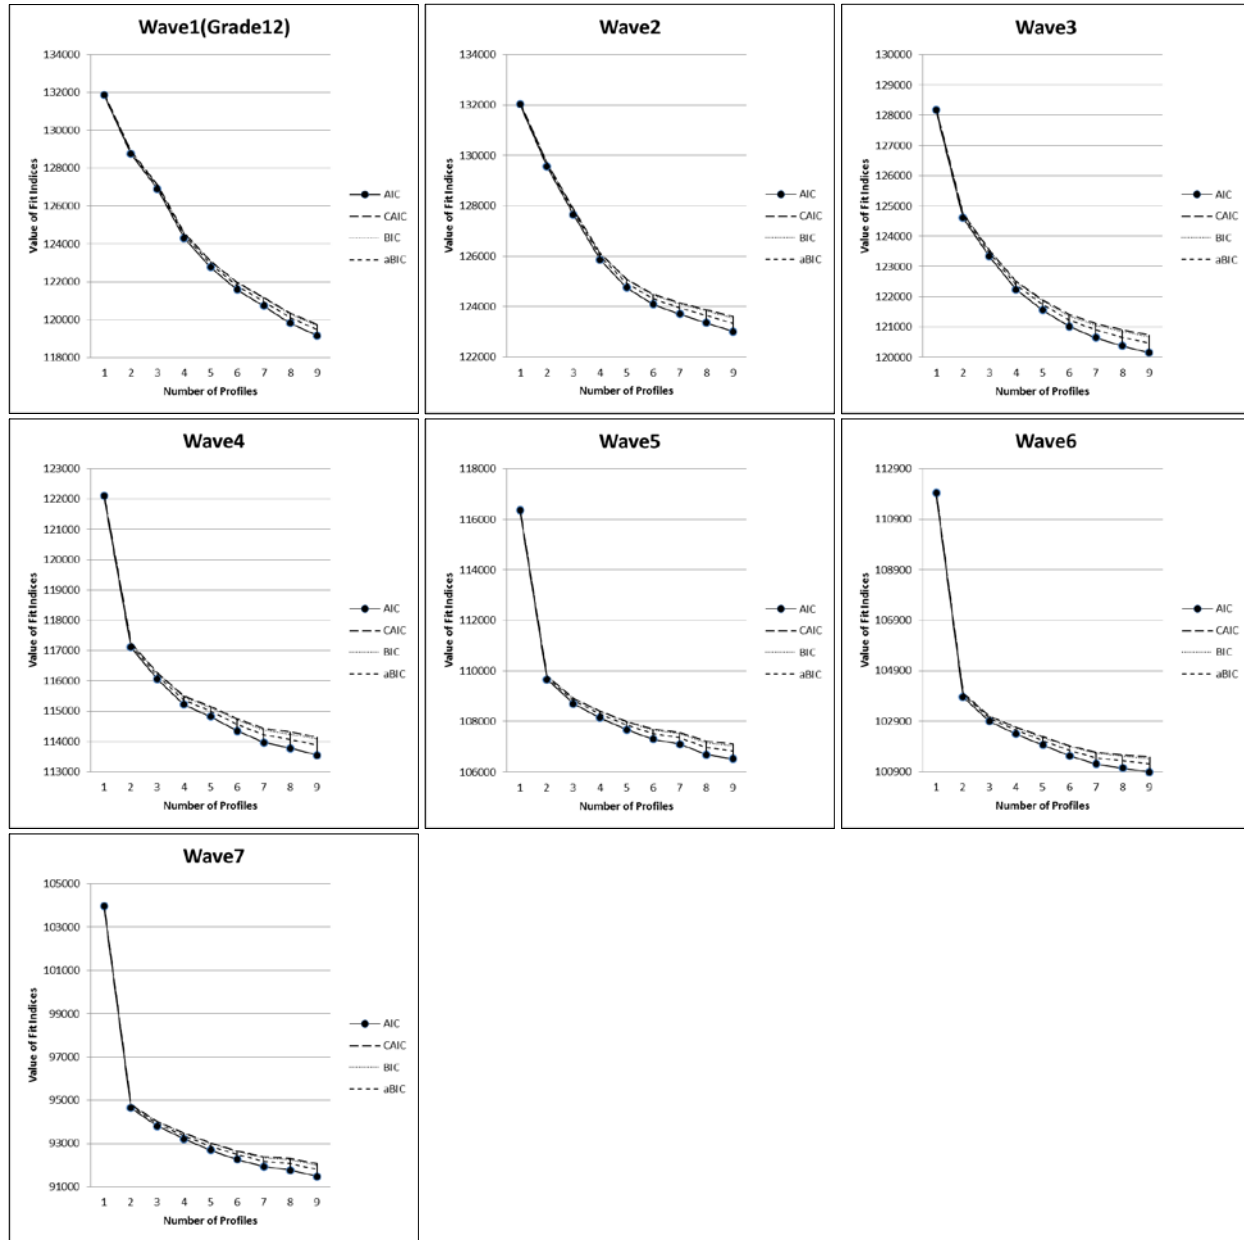 Wave1(Grade12)
Value of Fit Indices
134000
132000
130000
128000
126000
124000
122000
120000
118000
1 2 3 4 5 6 7 8 9
Number of Profiles
AIC
CAIC
BIC
aBIC
Wave2
Value of Fit Indices
134000
132000
130000
128000
126000
124000
122000
1 2 3 4 5 6 7 8 9
Number of Profiles
AIC
CAIC
BIC
aBIC
Wave3
Value of Fit Indices
130000
129000
128000
127000
126000
125000
124000
123000
122000
121000
120000
1 2 3 4 5 6 7 8 9
Number of Profiles
AIC
CAIC
BIC
aBIC
Wave4
Value of Fit Indices
123000
122000
121000
120000
119000
118000
117000
116000
115000
114000
113000
1 2 3 4 5 6 7 8 9
Number of Profiles
AIC
CAIC
BIC
aBIC
Wave5
Value of Fit Indices
118000
116000
114000
112000
110000
108000
106000
1 2 3 4 5 6 7 8 9
Number of Profiles
AIC
CAIC
BIC
aBIC
Wave6
Value of Fit Indices
112900
110900
108900
106900
104900
102900
100900
1 2 3 4 5 6 7 8 9
Number of Profiles
AIC
CAIC
BIC
aBIC
Wave7
Value of Fit Indices
105000
103000
101000
99000
97000
95000
93000
91000
1 2 3 4 5 6 7 8 9
Number of Profiles
AIC
CAIC
BIC
aBIC